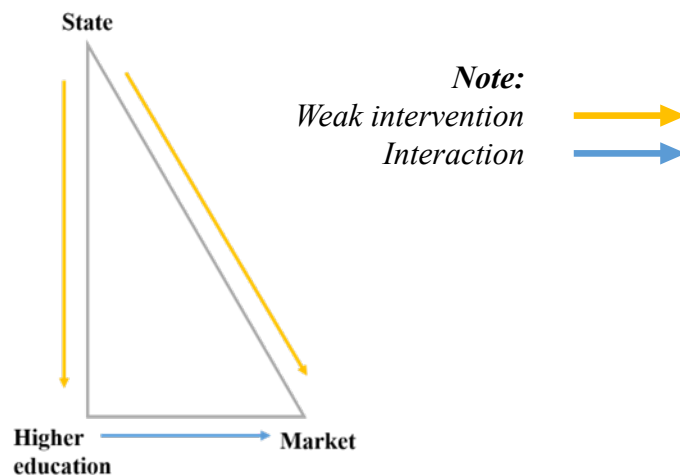 State
Note:
Weak intervention
Interaction
Higher
education
Market